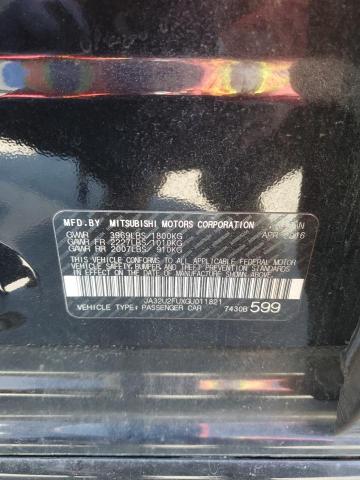 MFD.BY MITSUBISHI MOTORS CORPORATION
GVWR 3969LBS/1800KG APR 2016
GAWR FR 2227LBS/1010KG
GAWR RR 2007LBS/ 910KG
THIS VEHICLE CONFORMS TO ALL APPLICABLE
FEDERAL MOTOR VEHICLE SAFETY, BUMPER
AND THEFT PREVENTION STANDARDS IN EFFECT ON
THE DATE OF MANUFACTURE SHOWN ABOVE.
JA32U2FUXGU011821
VEHICLE TYPE:PASSENGER CAR 7430B 599